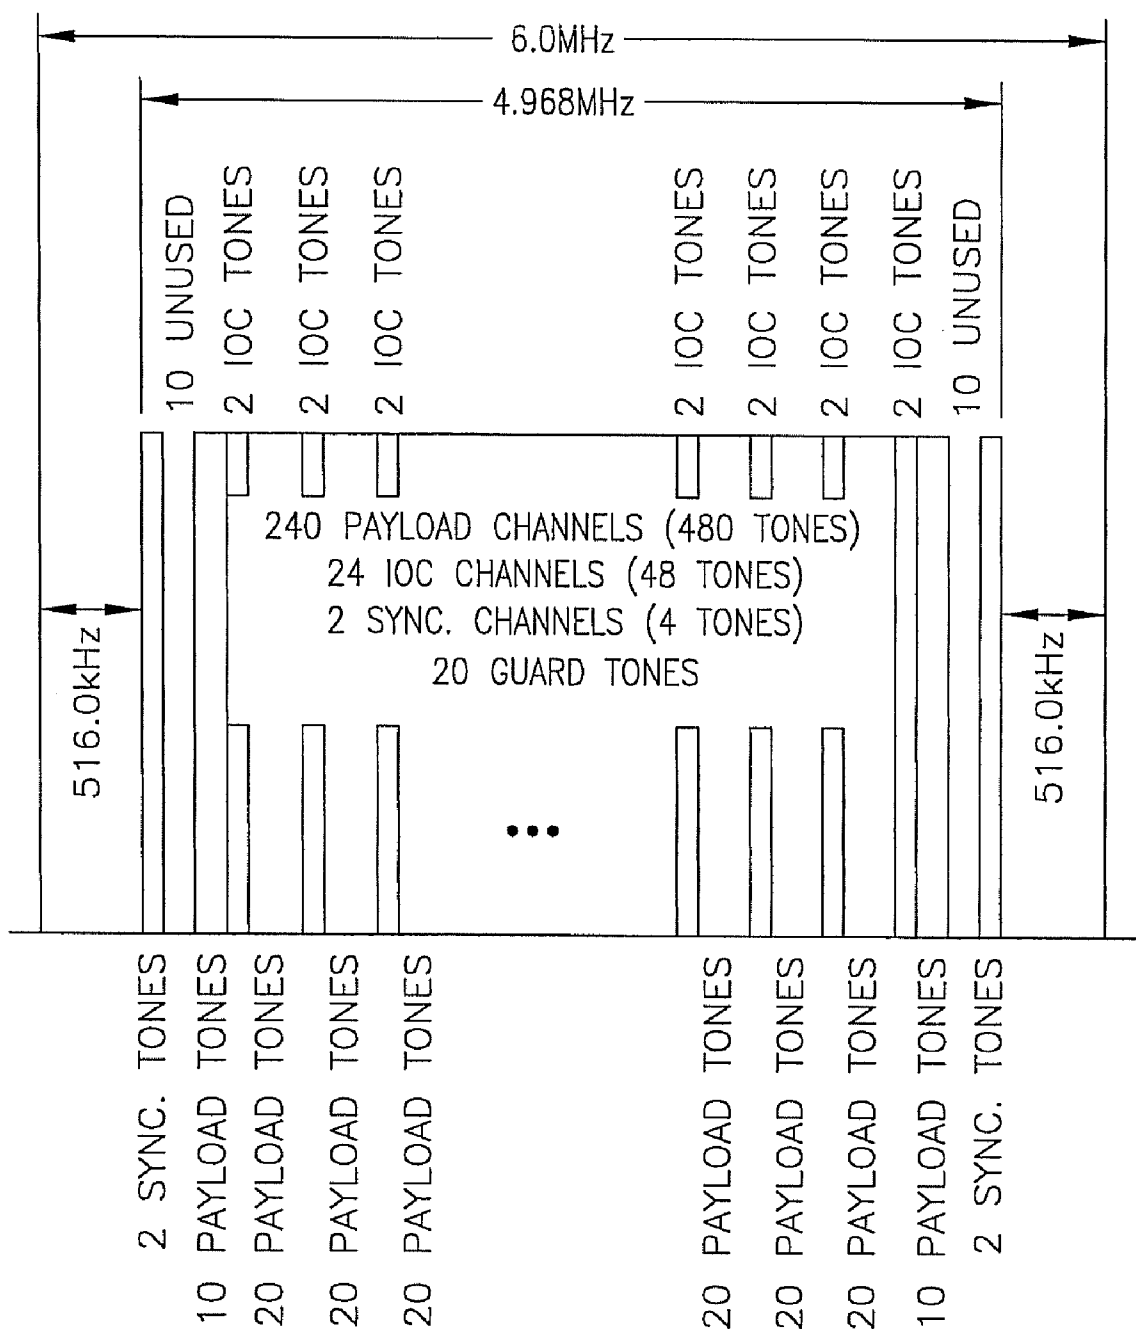 6.0MHz
4.968MHz
10 UNUSED
2 IOC TONES
2 IOC TONES
2 IOC TONES
2 IOC TONES
2 IOC TONES
2 IOC TONES
2 IOC TONES
10 UNUSED
240 PAYLOAD CHANNELS (480 TONES)
24 IOC CHANNELS (48 TONES)
2 SYNC. CHANNELS (4 TONES)
20 GUARD TONES
516.0kHz
516.0kHz
2 SYNC. TONES
10 PAYLOAD TONES
20 PAYLOAD TONES
20 PAYLOAD TONES
20 PAYLOAD TONES
20 PAYLOAD TONES
20 PAYLOAD TONES
20 PAYLOAD TONES
10 PAYLOAD TONES
2 SYNC. TONES